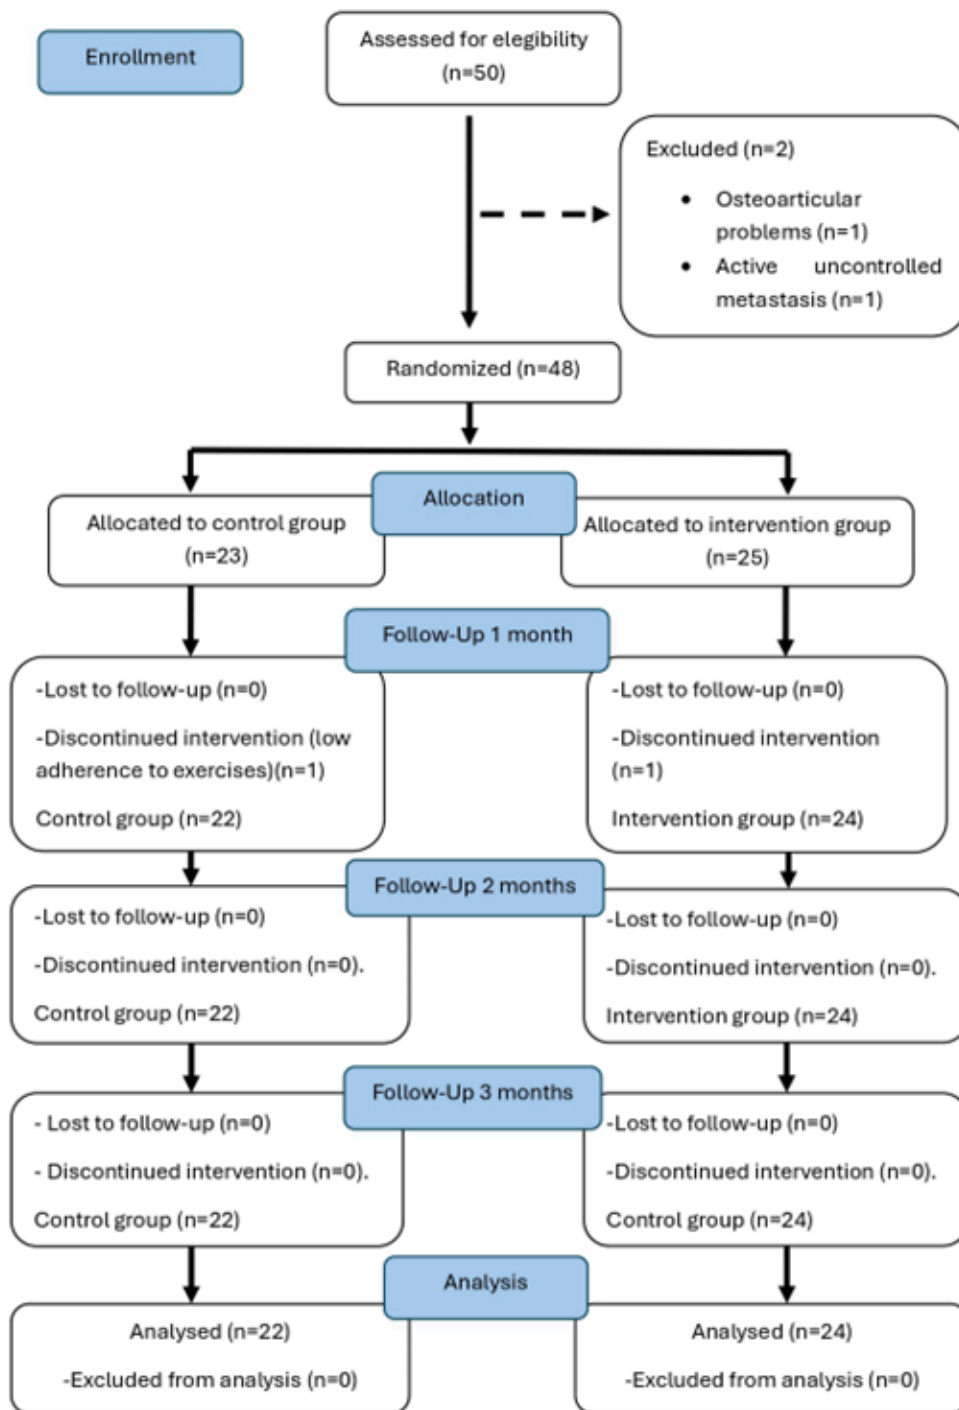 Enrollment
Assessed for elegibility
(n=50)
Excluded (n=2)
• Osteoarticular
problems (n=1)
• Active uncontrolled
metastasis (n=1)
Randomized (n=48)
Allocation
Allocated to control group
(n=23)
Allocated to intervention group
(n=25)
Follow-Up 1 month
-Lost to follow-up (n=0)
-Discontinued intervention (low
adherence to exercises)(n=1)
Control group (n=22)
-Lost to follow-up (n=0)
-Discontinued intervention
(n=1)
Intervention group (n=24)
Follow-Up 2 months
-Lost to follow-up (n=0)
-Discontinued intervention (n=0).
Control group (n=22)
-Lost to follow-up (n=0)
-Discontinued intervention (n=0).
Intervention group (n=24)
Follow-Up 3 months
- Lost to follow-up (n=0)
- Discontinued intervention (n=0).
Control group (n=22)
-Lost to follow-up (n=0)
-Discontinued intervention (n=0).
Control group (n=24)
Analysis
Analysed (n=22)
-Excluded from analysis (n=0)
Analysed (n=24)
-Excluded from analysis (n=0)